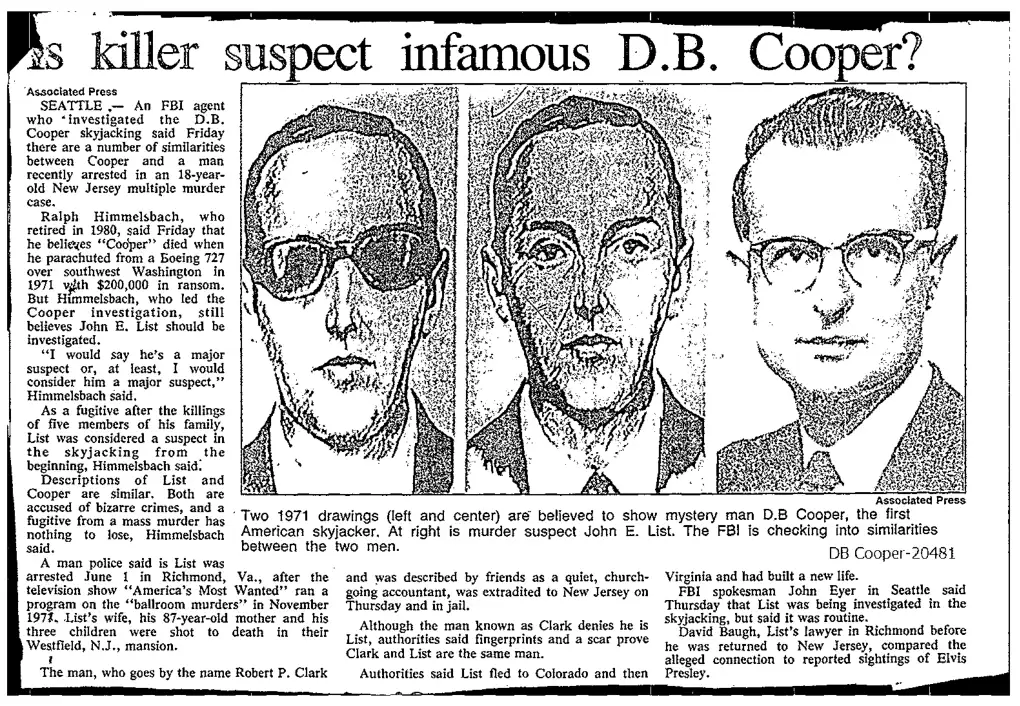 is killer suspect infamous D.B. Cooper?
Associated Press
SEATTLE — An FBI agent
who investigated the D.B.
Cooper skyjacking said Friday
there are a number of similarities
between Cooper and a man
recently arrested in an 18-year-
old New Jersey multiple murder
case.
Ralph Himmelsbach, who
retired in 1980, said Friday that
he believes “Cooper” died when
he parachuted from a Boeing 727
over southwest Washington in
1971 with $200,000 in ransom.
But Himmelsbach, who led the
Cooper investigation, still
believes John E. List should be
investigated.
“I would say he’s a major
suspect or, at least, I would
consider him a major suspect,”
Himmelsbach said.
As a fugitive after the killings
of five members of his family,
List was considered a suspect in
the skyjacking from the
beginning, Himmelsbach said.
Descriptions of List and
Cooper are similar. Both are
accused of bizarre crimes, and a
fugitive from a mass murder has
nothing to lose, Himmelsbach
said.
A man police said is List was
arrested June 1 in Richmond, Va., after the
television show “America’s Most Wanted” ran a
program on the “ballroom murders” in November
1971. List’s wife, his 87-year-old mother and his
three children were shot to death in their
Westfield, N.J., mansion.
The man, who goes by the name Robert P. Clark
Associated Press
Two 1971 drawings (left and center) are believed to show mystery man D.B Cooper, the first
American skyjacker. At right is murder suspect John E. List. The FBI is checking into similarities
between the two men.
DB Cooper-20481
and was described by friends as a quiet, church-
going accountant, was extradited to New Jersey on
Thursday and in jail.
Although the man known as Clark denies he is
List, authorities said fingerprints and a scar prove
Clark and List are the same man.
Authorities said List fled to Colorado and then
Virginia and had built a new life.
FBI spokesman John Eyer in Seattle said
Thursday that List was being investigated in the
skyjacking, but said it was routine.
David Baugh, List’s lawyer in Richmond before
he was returned to New Jersey, compared the
alleged connection to reported sightings of Elvis
Presley.